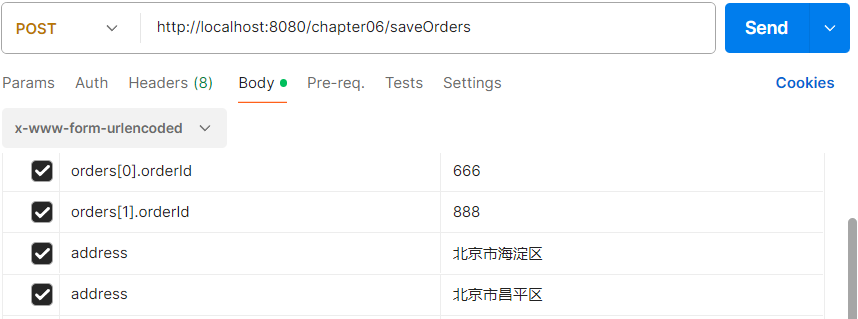 POST http://localhost:8080/chapter06/saveOrders Send
Params Auth Headers (8) Body Pre-req. Tests Settings Cookies
x-www-form-urlencoded
orders[0].orderId 666
orders[1].orderId 888
address 北京市海淀区
address 北京市昌平区